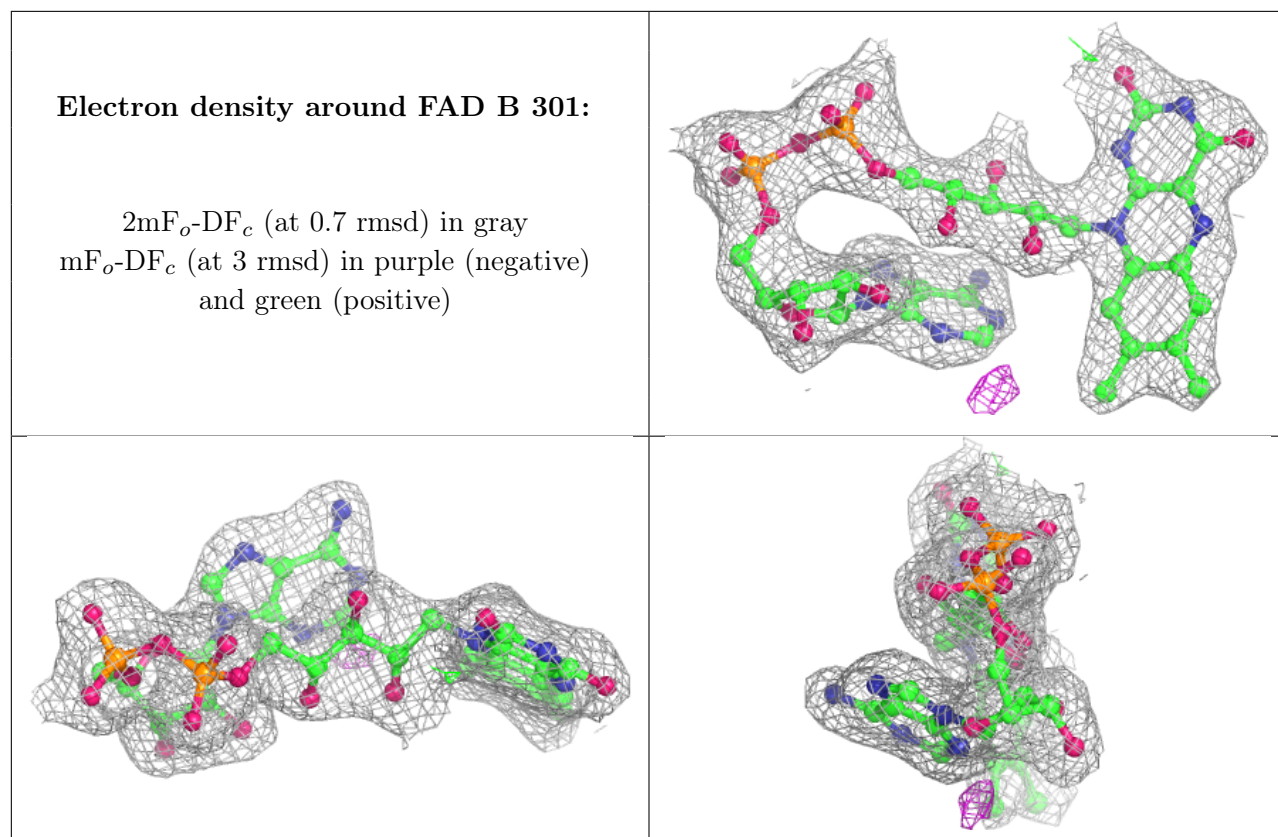 Electron density around FAD B 301:
2mFₒ-DF𝒸 (at 0.7 rmsd) in gray
mFₒ-DF𝒸 (at 3 rmsd) in purple (negative)
and green (positive)